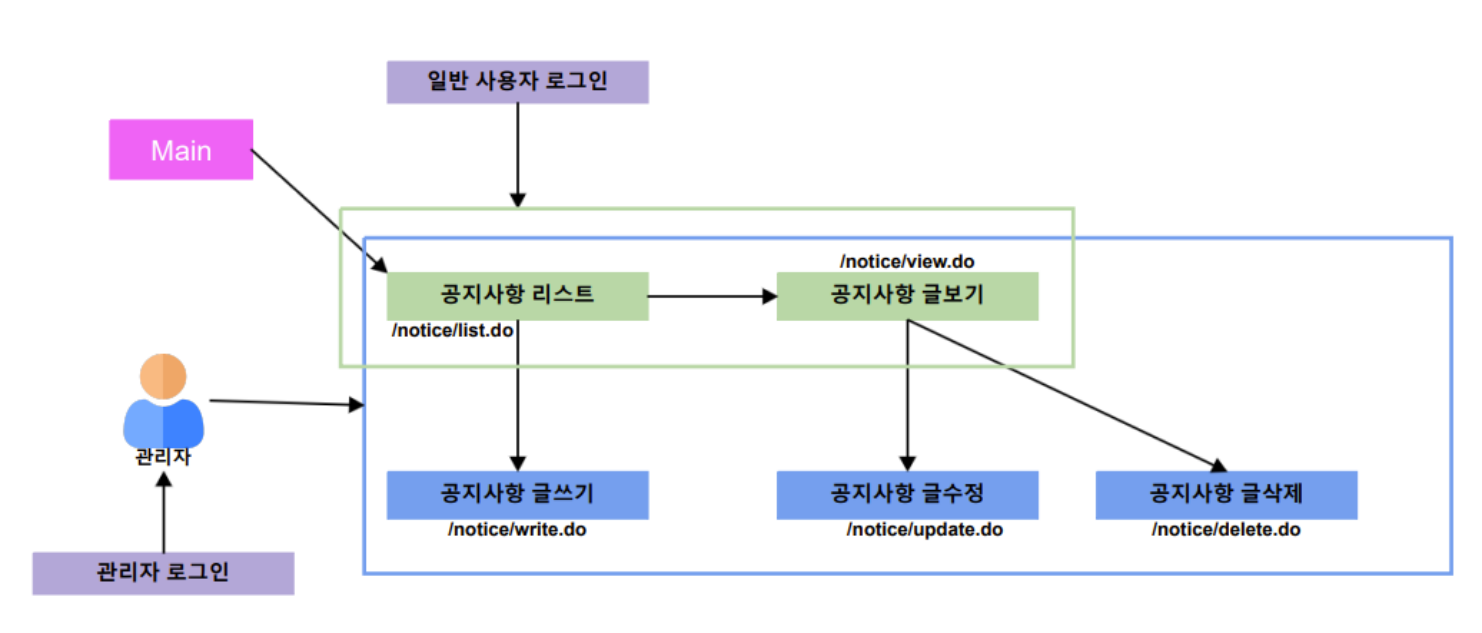 일반 사용자 로그인
Main
/notice/view.do
공지사항 리스트
공지사항 글보기
/notice/list.do
관리자
공지사항 글쓰기
공지사항 글수정
공지사항 글삭제
/notice/write.do
/notice/update.do
/notice/delete.do
관리자 로그인